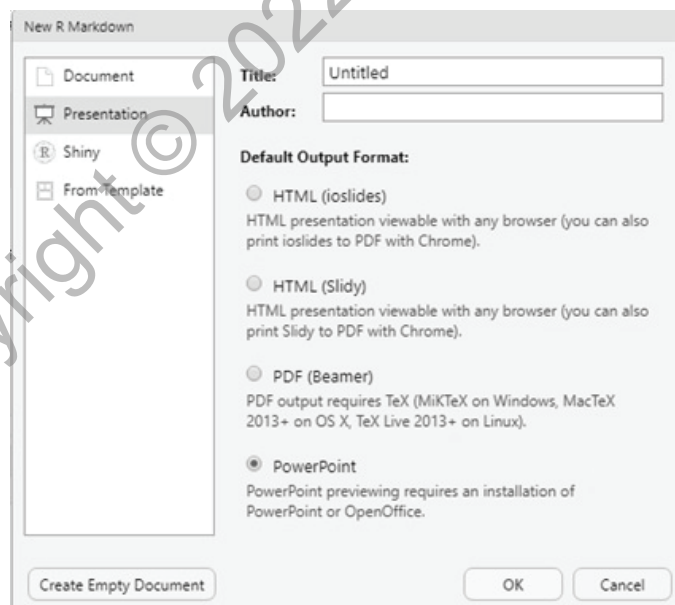 New R Markdown
Document
Presentation
Shiny
From Template
Title: Untitled
Author:
Default Output Format:
HTML (ioslides)
HTML presentation viewable with any browser (you can also
print ioslides to PDF with Chrome).
HTML (Slidy)
HTML presentation viewable with any browser (you can also
print Slidy to PDF with Chrome).
PDF (Beamer)
PDF output requires TeX (MiKTeX on Windows, MacTeX
2013+ on OS X, TeX Live 2013+ on Linux).
PowerPoint
PowerPoint previewing requires an installation of
PowerPoint or OpenOffice.
Create Empty Document
OK
Cancel
yright © 2022